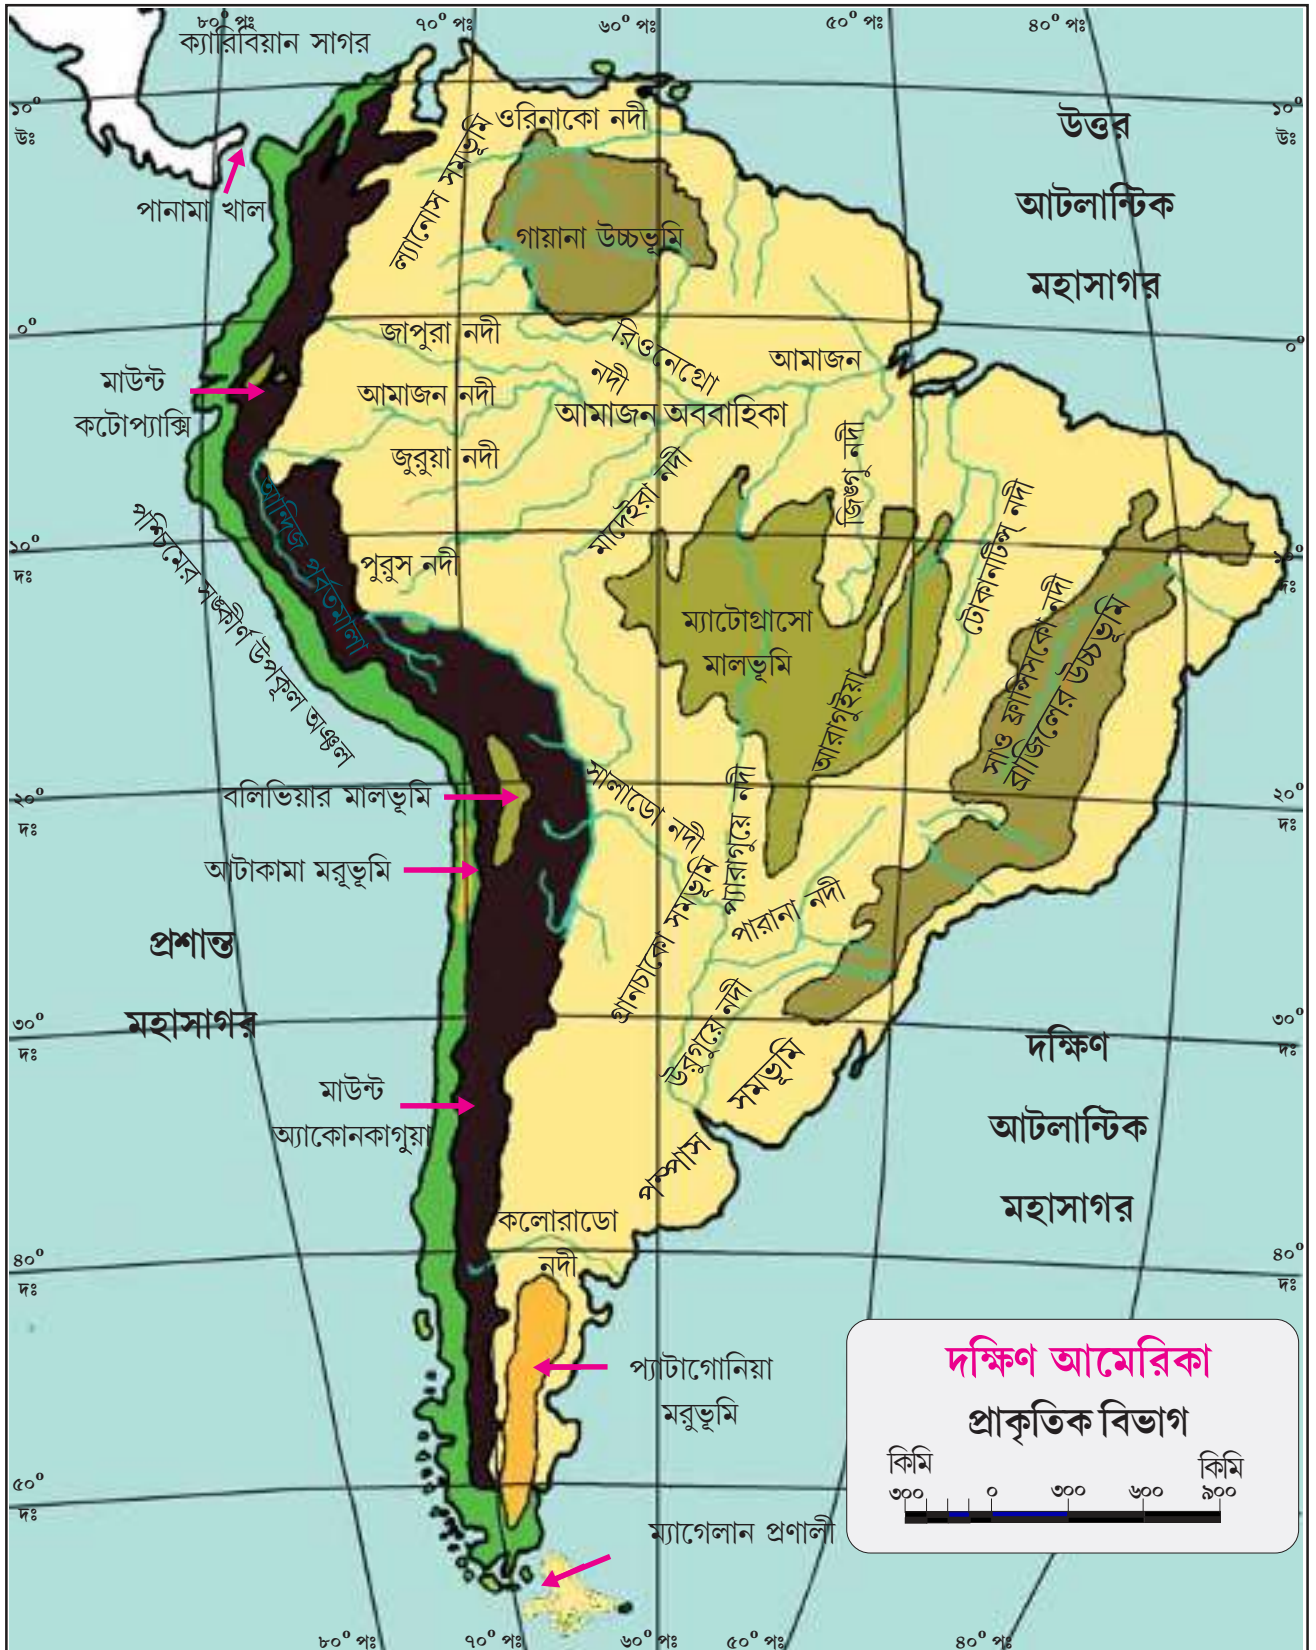 ৮০° পঃ
৭০° পঃ
৬০° পঃ
৫০° পঃ
৪০° পঃ
ক্যারিবিয়ান সাগর
১০°
উঃ
১০°
উঃ
ওরিনাকো নদী
ল্যানোস সমভূমি
উত্তর
আটলান্টিক
মহাসাগর
পানামা খাল
গায়ানা উচ্চভূমি
০°
০°
জাপুরা নদী
রিওনেগ্রো
নদী
আমাজন
মাউন্ট
কটোপ্যাক্সি
আমাজন নদী
আমাজন অববাহিকা
জুরুয়া নদী
মাদেইরা নদী
জিঙ্গু নদী
টোকানটিন্স্ নদী
আন্দিজ পর্বতমালা
পশ্চিমের সঙ্কীর্ণ উপকূল অঞ্চল
১০°
দঃ
১০°
দঃ
পুরুস নদী
ম্যাটোগ্রাসো
মালভূমি
আরাগুইয়া
সাও ফ্রান্সিসকো নদী
ব্রাজিলের উচ্চভূমি
বলিভিয়ার মালভূমি
২০°
দঃ
২০°
দঃ
সালাডো নদী
প্যারাগুয়ে নদী
আটাকামা মরূভূমি
গ্রানচাকো সমভূমি
পারানা নদী
প্রশান্ত
মহাসাগর
৩০°
দঃ
৩০°
দঃ
উরুগুয়ে নদী
দক্ষিণ
আটলান্টিক
মহাসাগর
মাউন্ট
অ্যাকোনকাগুয়া
পম্পাস
সমভূমি
কলোরাডো
নদী
৪০°
দঃ
৪০°
দঃ
প্যাটাগোনিয়া
মরুভূমি
দক্ষিণ আমেরিকা
প্রাকৃতিক বিভাগ
কিমি
কিমি
৩০০ ০ ৩০০ ৬০০ ৯০০
৫০°
দঃ
ম্যাগেলান প্রণালী
৮০° পঃ
৭০° পঃ
৬০° পঃ
৫০° পঃ
৪০° পঃ